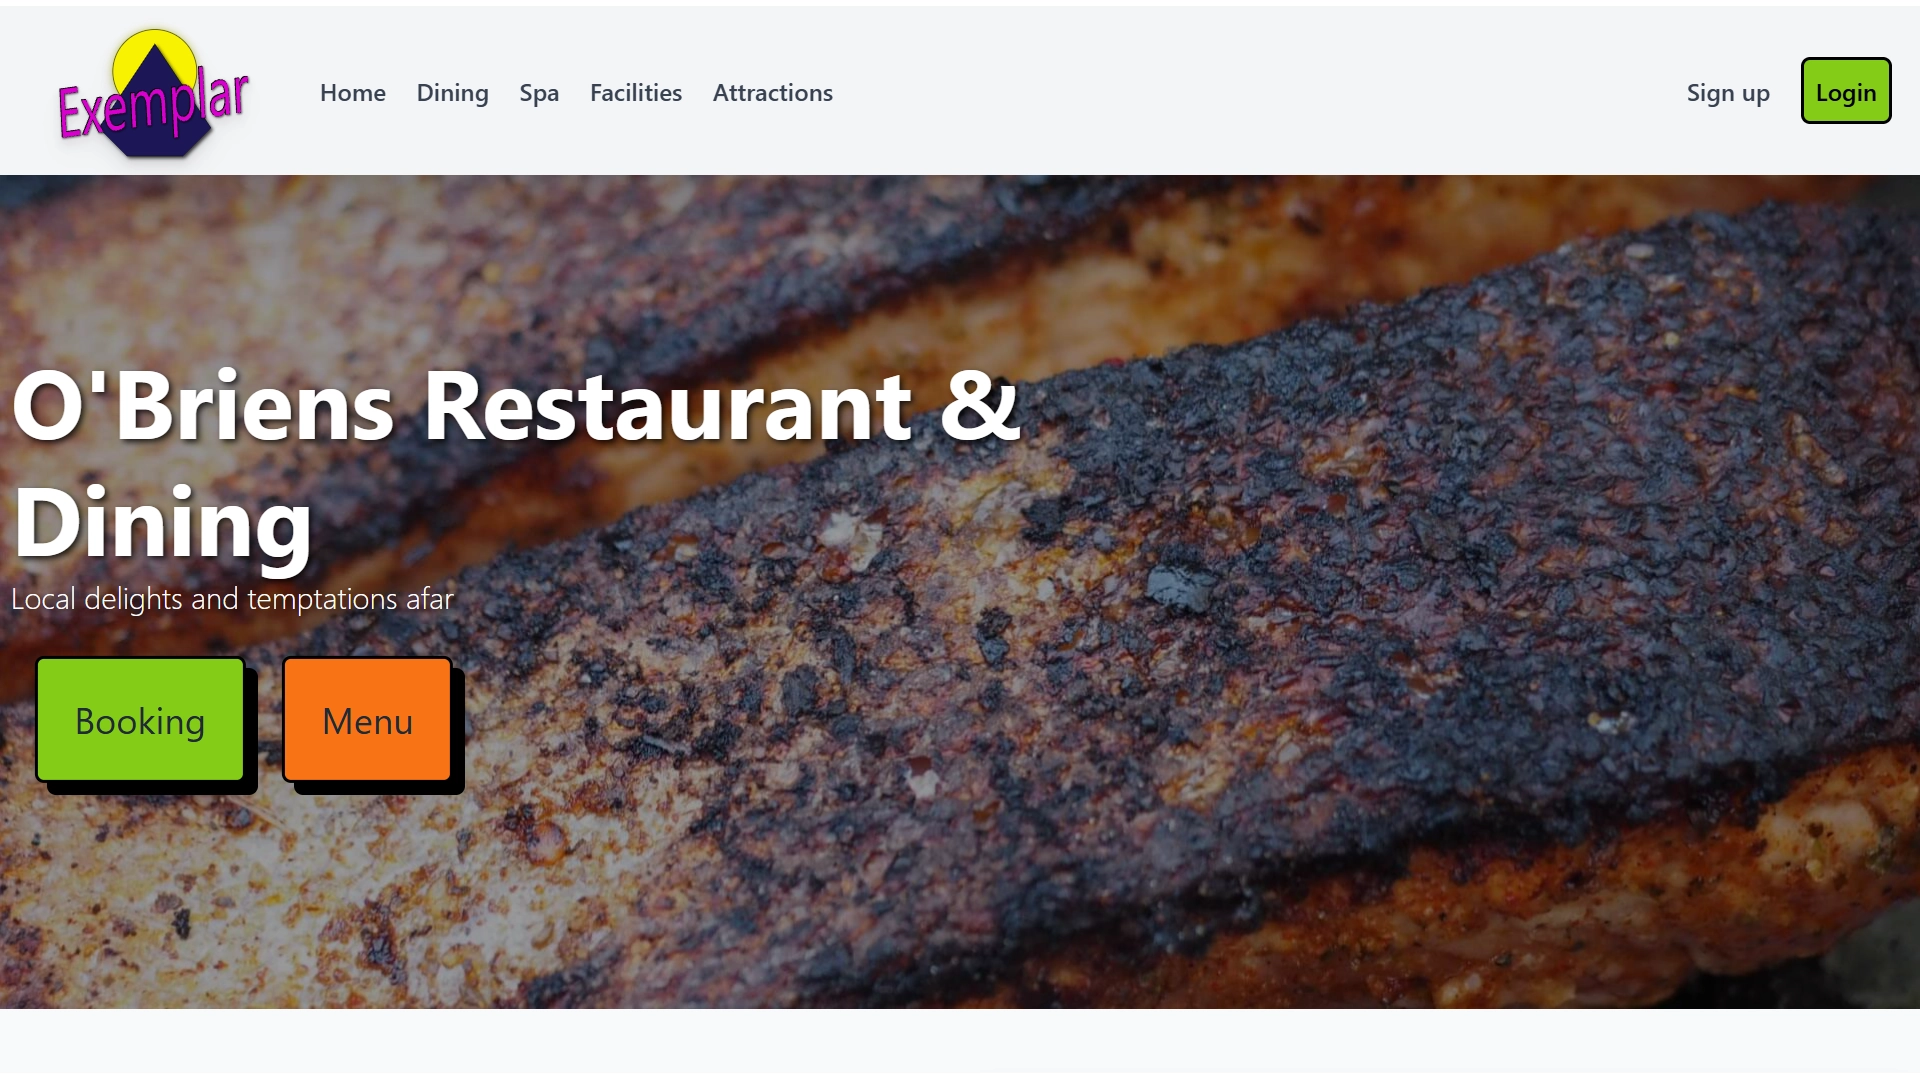 Exemplar
Home Dining Spa Facilities Attractions
Sign up Login
O'Briens Restaurant &
Dining
Local delights and temptations afar
Booking Menu